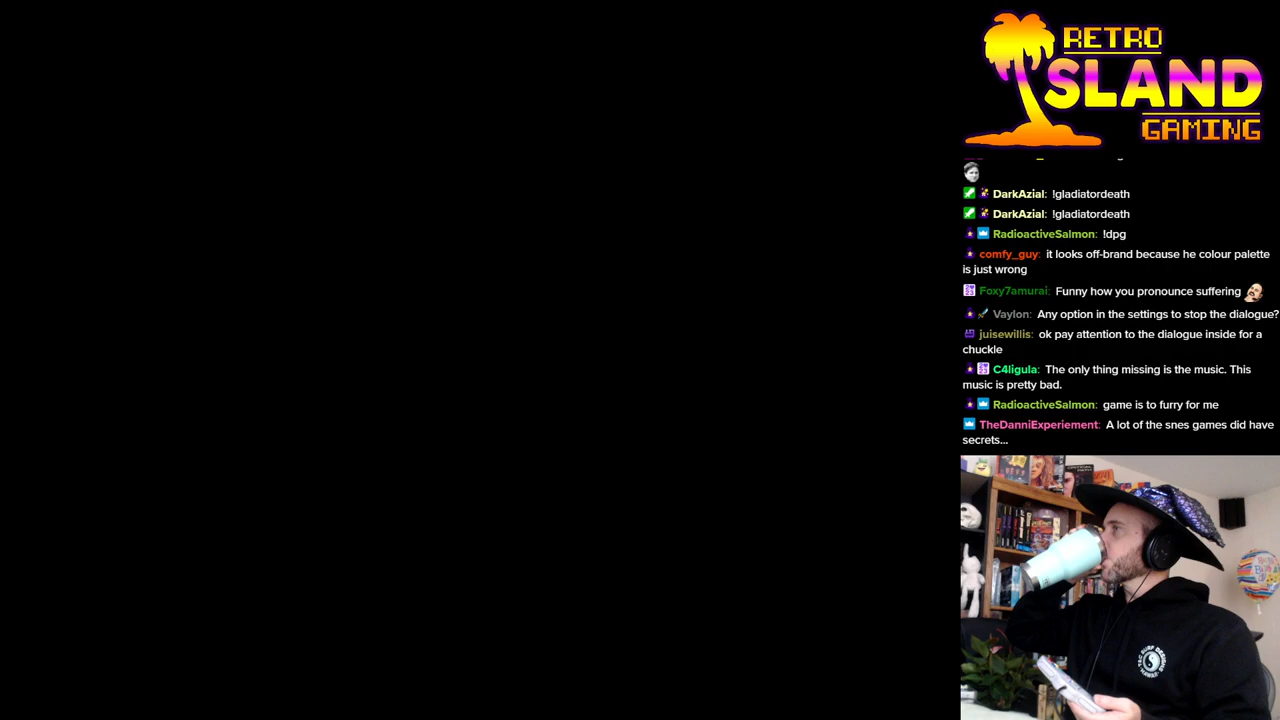 RETRO
ISLAND
GAMING
DarkAzial: !gladiatordeath
DarkAzial: !gladiatordeath
RadioactiveSalmon: !dpg
comfy_guy: it looks off-brand because he colour palette
is just wrong
Foxy7amurai: Funny how you pronounce suffering
Vaylon: Any option in the settings to stop the dialogue?
juisewillis: ok pay attention to the dialogue inside for a
chuckle
C4ligula: The only thing missing is the music. This
music is pretty bad.
RadioactiveSalmon: game is to furry for me
TheDanniExperiement: A lot of the snes games did have
secrets...